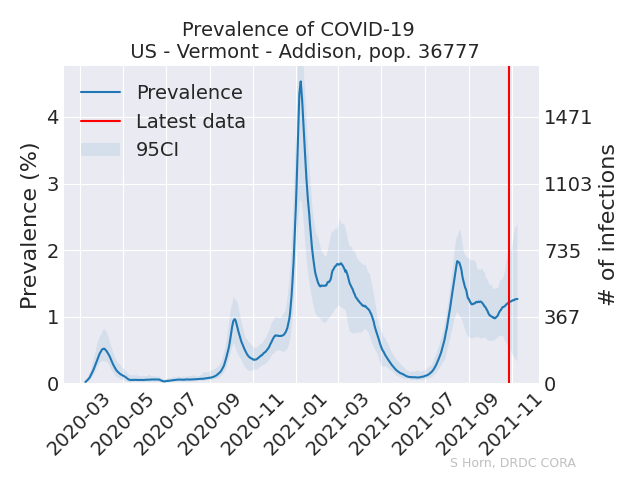 Prevalence of COVID-19
US - Vermont - Addison, pop. 36777
Prevalence
Latest data
95CI
Prevalence (%)
4
3
2
1
0
1471
1103
735
367
0
# of infections
2020-03
2020-05
2020-07
2020-09
2020-11
2021-01
2021-03
2021-05
2021-07
2021-09
2021-11
S Horn, DRDC CORA